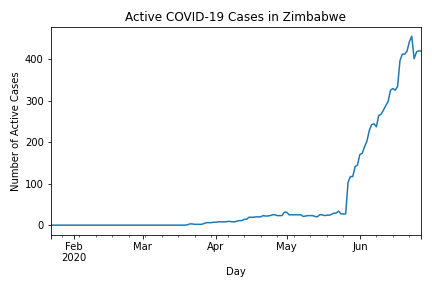 Active COVID-19 Cases in Zimbabwe
Number of Active Cases
400
300
200
100
0
Feb Mar Apr May Jun
2020
Day